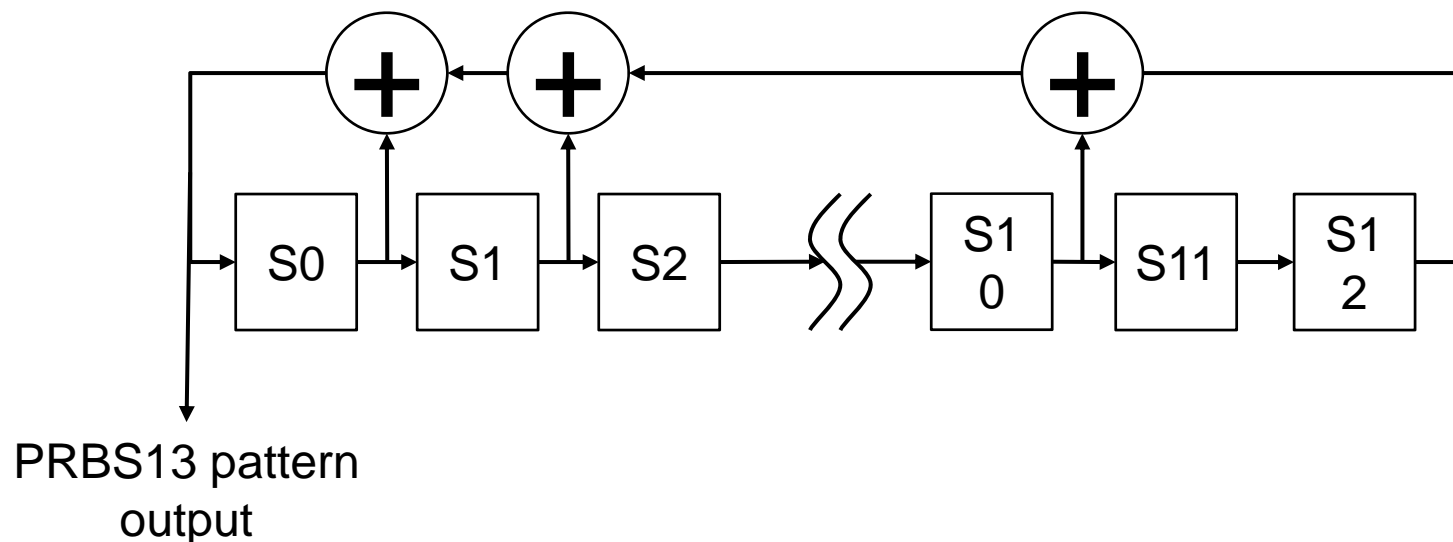 + + +
S0 S1 S2 S1 S11 S1
0 2
PRBS13 pattern
output